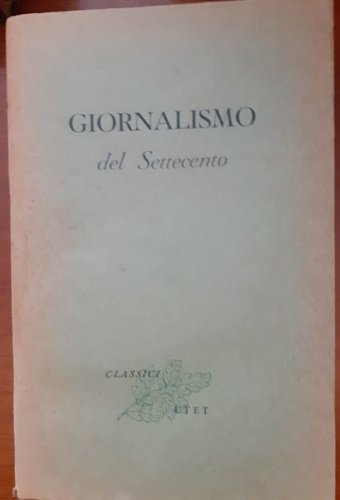 GIORNALISMO
del Settecento
CLASSICI
UTET